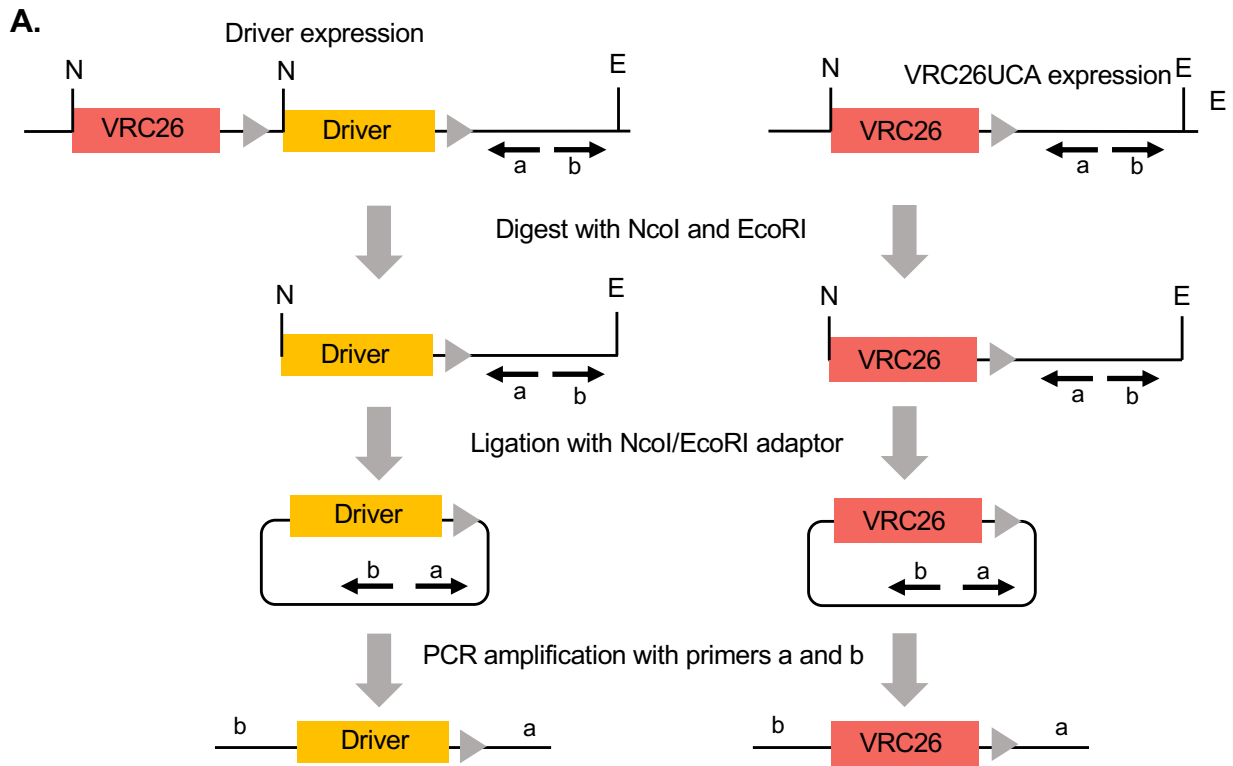 A.
Driver expression
N
N
E
VRC26
Driver
a
b
N
VRC26UCA expression
E
E
VRC26
a
b
Digest with NcoI and EcoRI
N
E
Driver
a
b
N
E
VRC26
a
b
Ligation with NcoI/EcoRI adaptor
Driver
b
a
VRC26
b
a
PCR amplification with primers a and b
b
Driver
a
b
VRC26
a